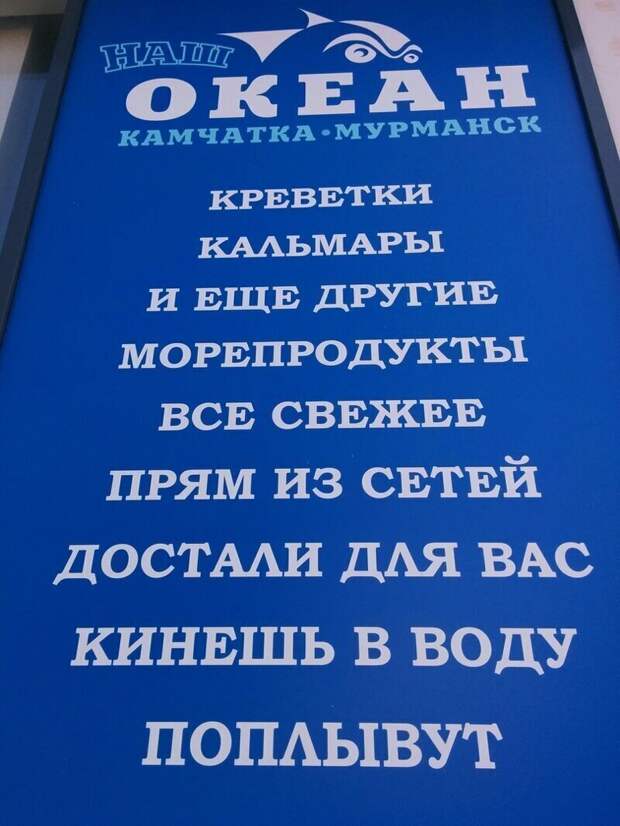 НАШ
ОКЕАН
КАМЧАТКА•МУРМАНСК
КРЕВЕТКИ
КАЛЬМАРЫ
И ЕЩЕ ДРУГИЕ
МОРЕПРОДУКТЫ
ВСЕ СВЕЖЕЕ
ПРЯМ ИЗ СЕТЕЙ
ДОСТАЛИ ДЛЯ ВАС
КИНЕШЬ В ВОДУ
ПОПЛЫВУТ